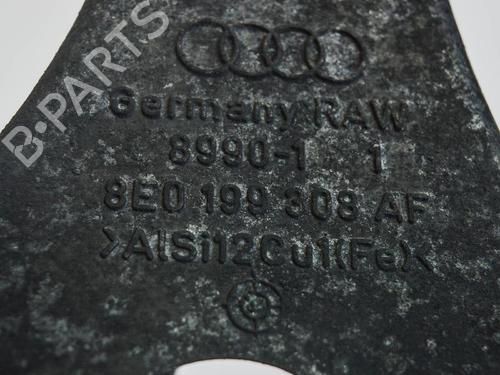 B-PARTS
Germany RAW
8990-1 1
8E0 199 308 AF
>AlSi12Cu1(Fe)<